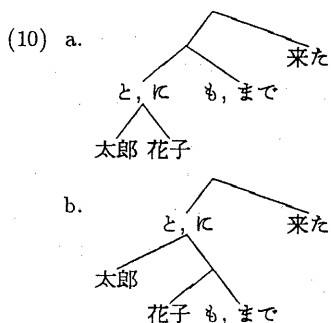 (10) a.
来た
と, に も, まで
太郎 花子
b.
と, に 来た
太郎
花子 も, まで